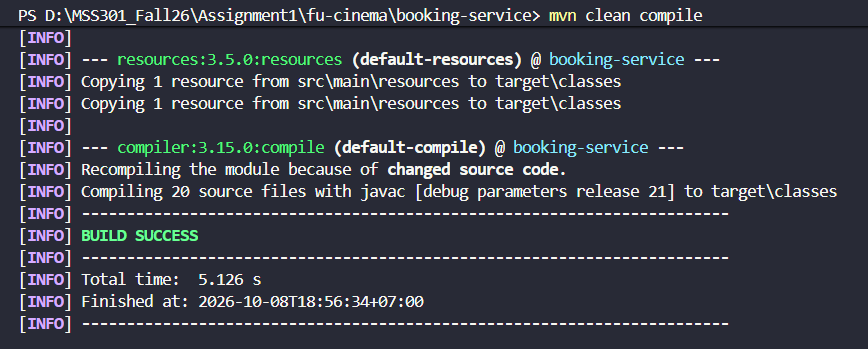 PS D:\MSS301_Fall26\Assignment1\fu-cinema\booking-service> mvn clean compile
[INFO]
[INFO] --- resources:3.5.0:resources (default-resources) @ booking-service ---
[INFO] Copying 1 resource from src\main\resources to target\classes
[INFO] Copying 1 resource from src\main\resources to target\classes
[INFO]
[INFO] --- compiler:3.15.0:compile (default-compile) @ booking-service ---
[INFO] Recompiling the module because of changed source code.
[INFO] Compiling 20 source files with javac [debug parameters release 21] to target\classes
[INFO] ------------------------------------------------------------------------
[INFO] BUILD SUCCESS
[INFO] ------------------------------------------------------------------------
[INFO] Total time:  5.126 s
[INFO] Finished at: 2026-10-08T18:56:34+07:00
[INFO] ------------------------------------------------------------------------